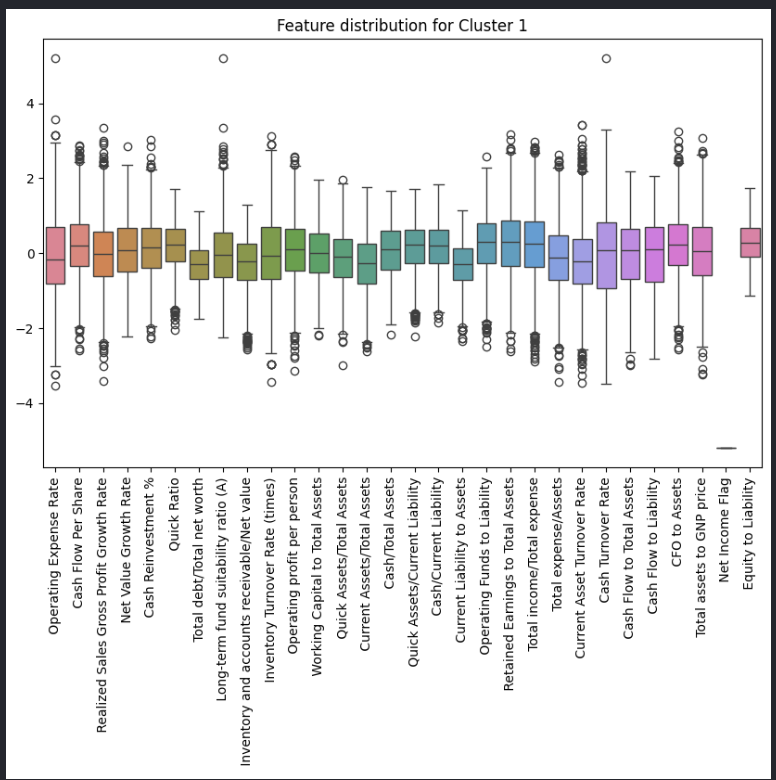 Feature distribution for Cluster 1
4
2
0
−2
−4
Operating Expense Rate
Cash Flow Per Share
Realized Sales Gross Profit Growth Rate
Net Value Growth Rate
Cash Reinvestment %
Quick Ratio
Total debt/Total net worth
Long-term fund suitability ratio (A)
Inventory and accounts receivable/Net value
Inventory Turnover Rate (times)
Operating profit per person
Working Capital to Total Assets
Quick Assets/Total Assets
Current Assets/Total Assets
Cash/Total Assets
Quick Assets/Current Liability
Cash/Current Liability
Current Liability to Assets
Operating Funds to Liability
Retained Earnings to Total Assets
Total income/Total expense
Total expense/Assets
Current Asset Turnover Rate
Cash Turnover Rate
Cash Flow to Total Assets
Cash Flow to Liability
CFO to Assets
Total assets to GNP price
Net Income Flag
Equity to Liability